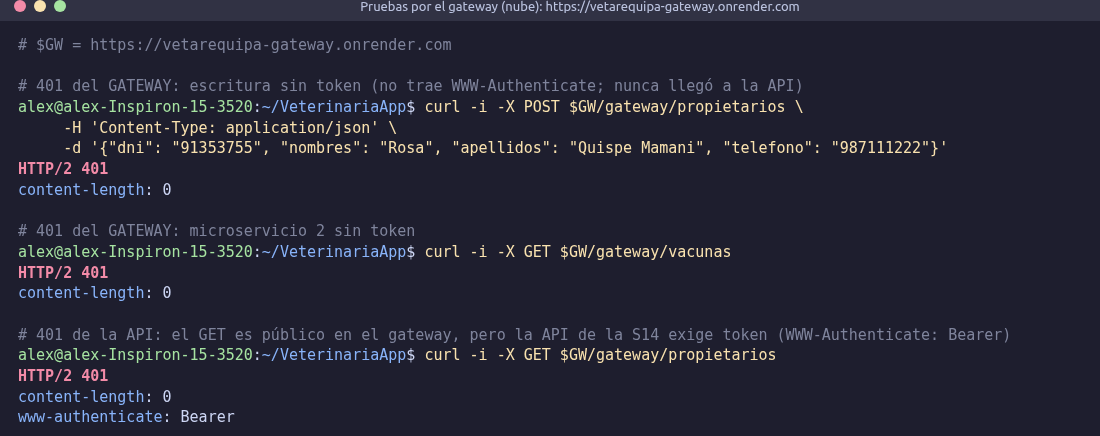 Pruebas por el gateway (nube): https://vetarequipa-gateway.onrender.com
# $GW = https://vetarequipa-gateway.onrender.com
# 401 del GATEWAY: escritura sin token (no trae WWW-Authenticate; nunca llegó a la API)
alex@alex-Inspiron-15-3520:~/VeterinariaApp$ curl -i -X POST $GW/gateway/propietarios \
-H 'Content-Type: application/json' \
-d '{"dni": "91353755", "nombres": "Rosa", "apellidos": "Quispe Mamani", "telefono": "987111222"}'
HTTP/2 401
content-length: 0
# 401 del GATEWAY: microservicio 2 sin token
alex@alex-Inspiron-15-3520:~/VeterinariaApp$ curl -i -X GET $GW/gateway/vacunas
HTTP/2 401
content-length: 0
# 401 de la API: el GET es público en el gateway, pero la API de la S14 exige token (WWW-Authenticate: Bearer)
alex@alex-Inspiron-15-3520:~/VeterinariaApp$ curl -i -X GET $GW/gateway/propietarios
HTTP/2 401
content-length: 0
www-authenticate: Bearer